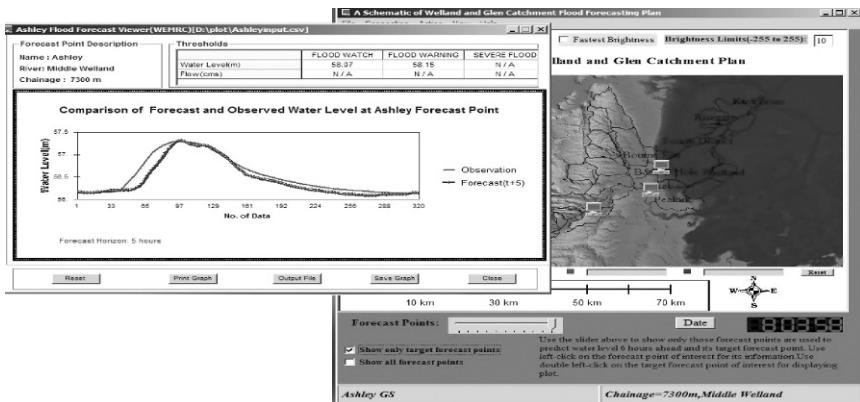 Ashley Flood Forecast Viewer[WEHRC)[D:\plot\Ashleyinput.csv]
Forecast Point Description
Name : Ashley
River: Middle Welland
Chainage : 7300 m
Thresholds
FLOOD WATCH FLOOD WARNING SEVERE FLOOD
Water Level(m) 58.07 58.15 N / A
Flow(cms) N / A N / A N / A
Comparison of Forecast and Observed Water Level at Ashley Forecast Point
Water Level(m)
57.5
57.
56.5
56.
1 33 65 97 129 161 192 224 256 288 320
No. of Data
Observation
Forecast(t+5)
Forecast Horizon: 5 hours
Reset Print Graph Output File Save Graph Close
A Schematic of Welland and Glen Catchment Flood Forecasting Plan
Fastest Brightness Brightness Limits(-255 to 255): 10
lland and Glen Catchment Plan
Reset
N
W E
S
10 km 30 km 50 km 70 km
Forecast Points:
Date
Show only target forecast points
Show all forecast points
Use the slider above to show only those forecast points are used to
predict water level 6 hours ahead and its target forecast point. Use
left-click on the forecast point of interest for its information.Use
double left-click on the target forecast point of interest for displaying
plot.
Ashley GS
Chainage=7300m,Middle Welland